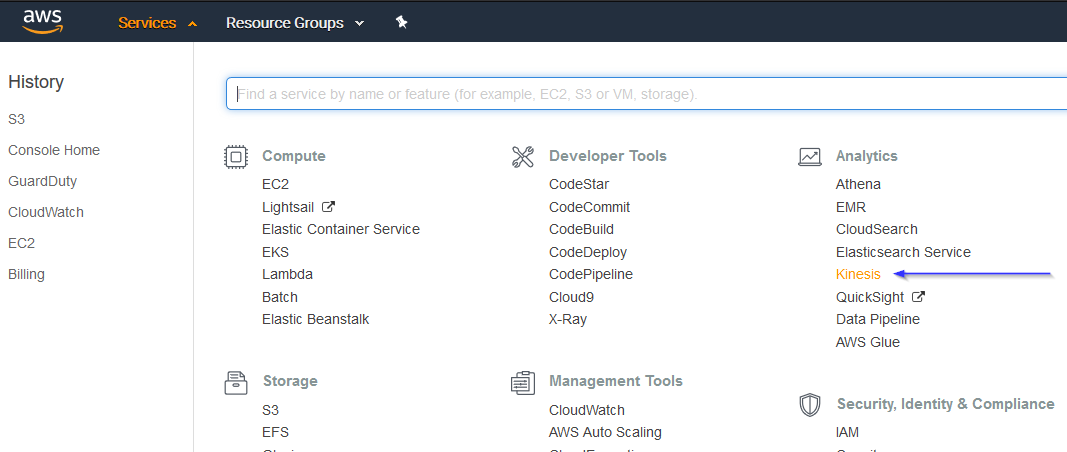 aws
Services
Resource Groups
History
S3
Console Home
GuardDuty
CloudWatch
EC2
Billing
Find a service by name or feature (for example, EC2, S3 or VM, storage).
Compute
EC2
Lightsail
Elastic Container Service
EKS
Lambda
Batch
Elastic Beanstalk
Developer Tools
CodeStar
CodeCommit
CodeBuild
CodeDeploy
CodePipeline
Cloud9
X-Ray
Analytics
Athena
EMR
CloudSearch
Elasticsearch Service
Kinesis
QuickSight
Data Pipeline
AWS Glue
Storage
S3
EFS
Management Tools
CloudWatch
AWS Auto Scaling
Security, Identity & Compliance
IAM